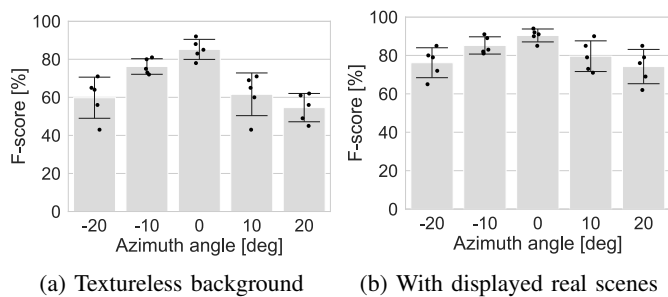 F-score [%]
100
80
60
40
20
0
-20 -10 0 10 20
Azimuth angle [deg]
(a) Textureless background
F-score [%]
100
80
60
40
20
0
-20 -10 0 10 20
Azimuth angle [deg]
(b) With displayed real scenes